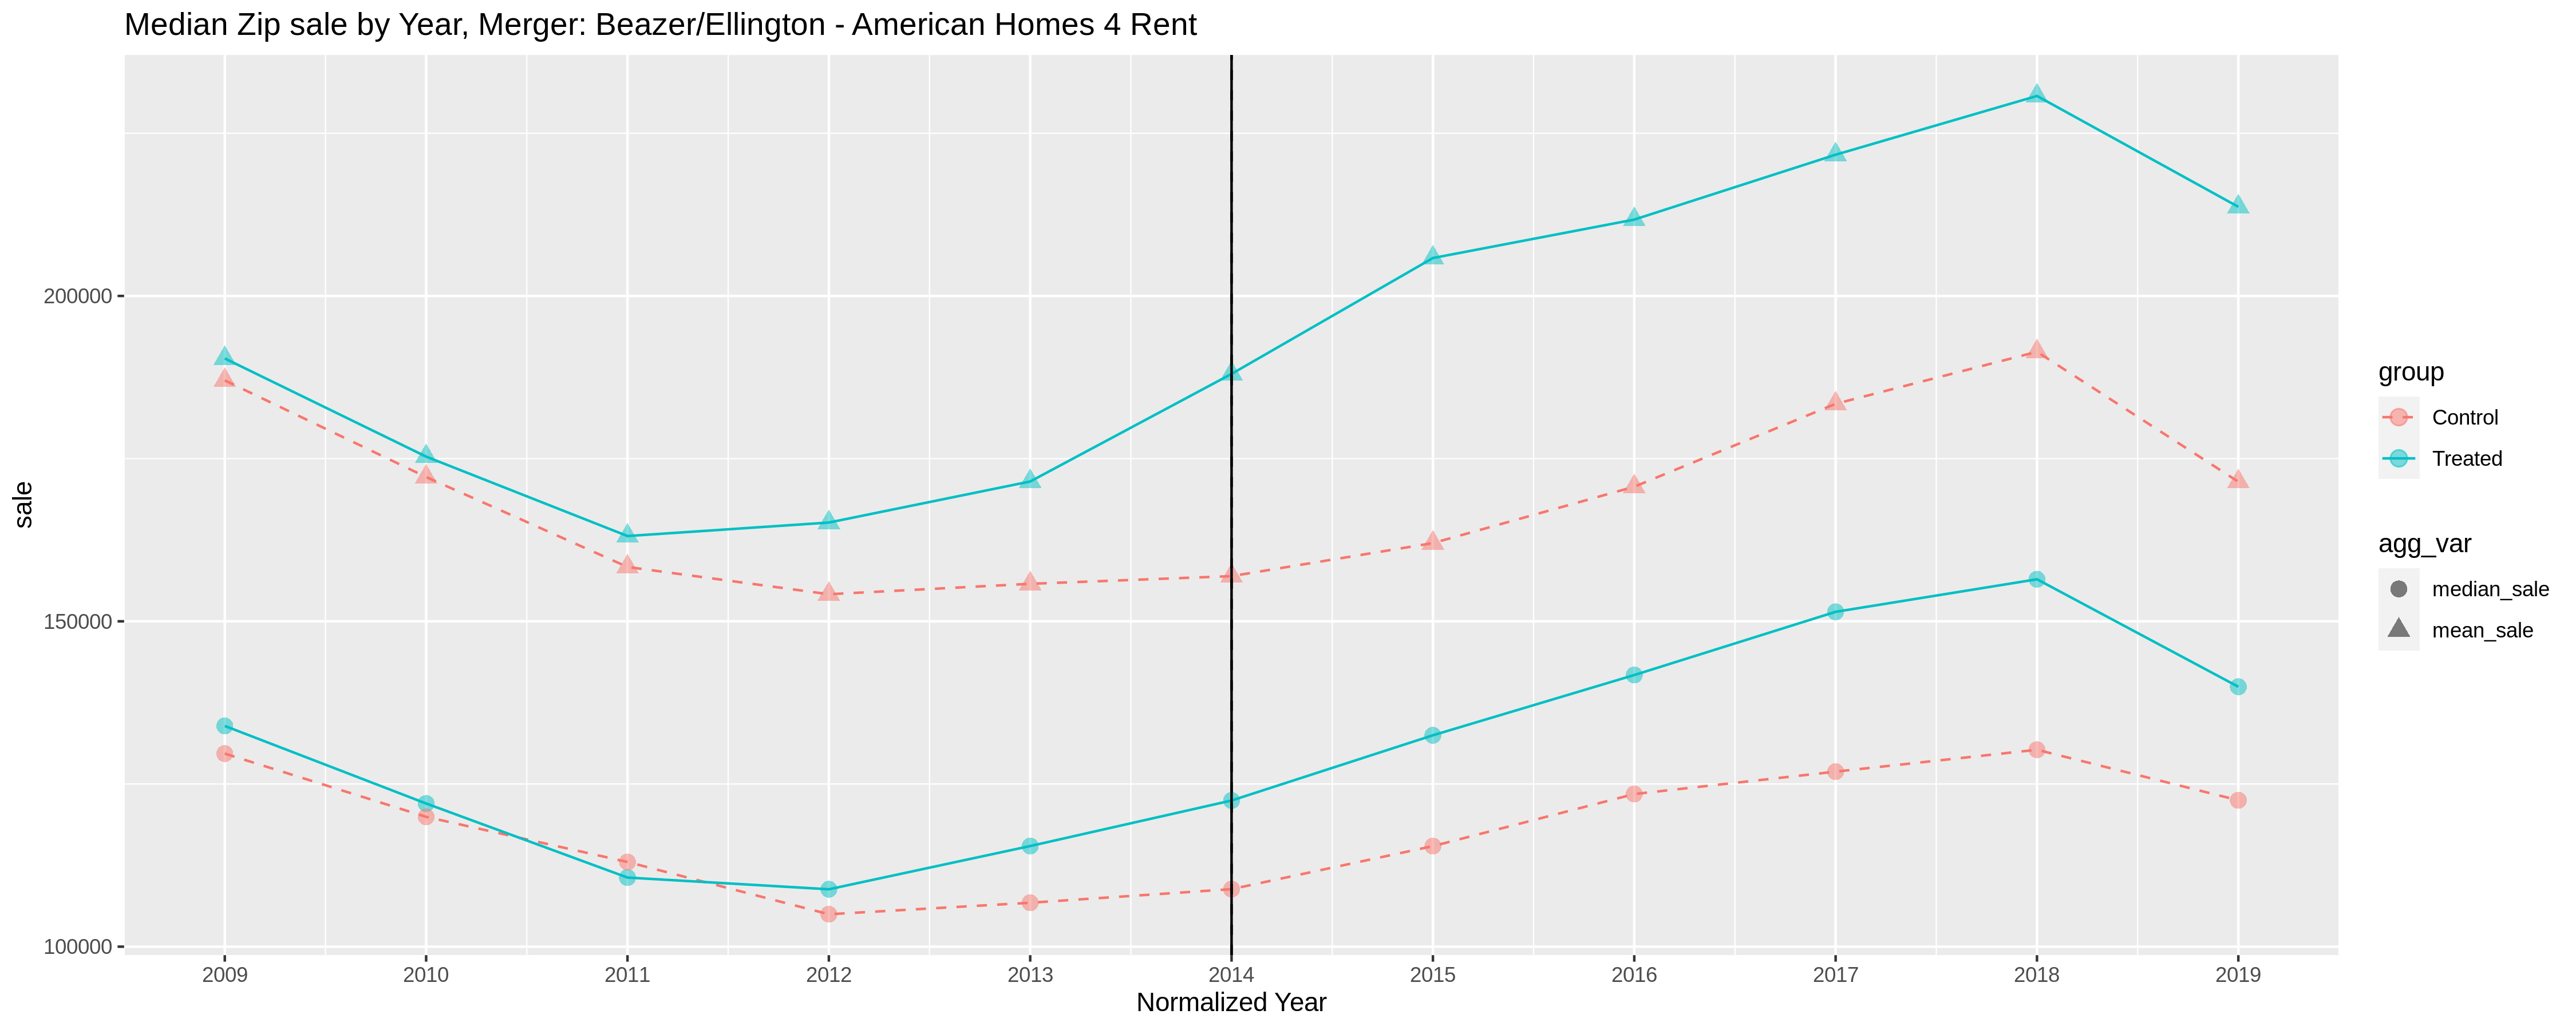 Median Zip sale by Year, Merger: Beazer/Ellington - American Homes 4 Rent
sale
200000
150000
100000
2009 2010 2011 2012 2013 2014 2015 2016 2017 2018 2019
Normalized Year
group
Control
Treated
agg_var
median_sale
mean_sale